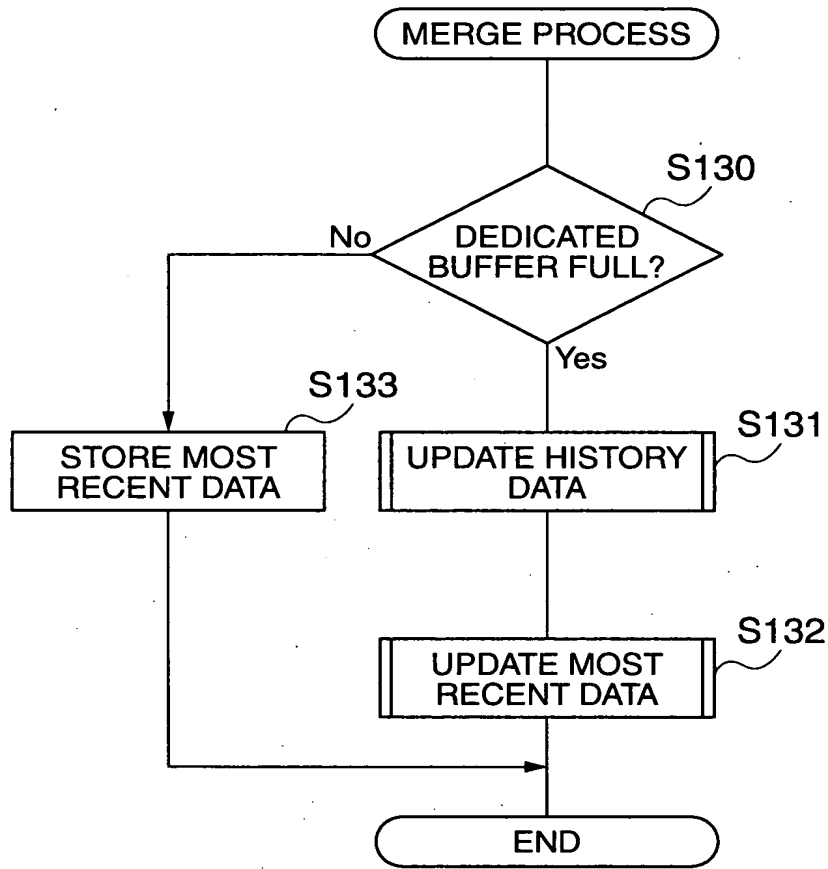 MERGE PROCESS
S130
DEDICATED
BUFFER FULL?
No
Yes
S133
STORE MOST
RECENT DATA
S131
UPDATE HISTORY
DATA
S132
UPDATE MOST
RECENT DATA
END